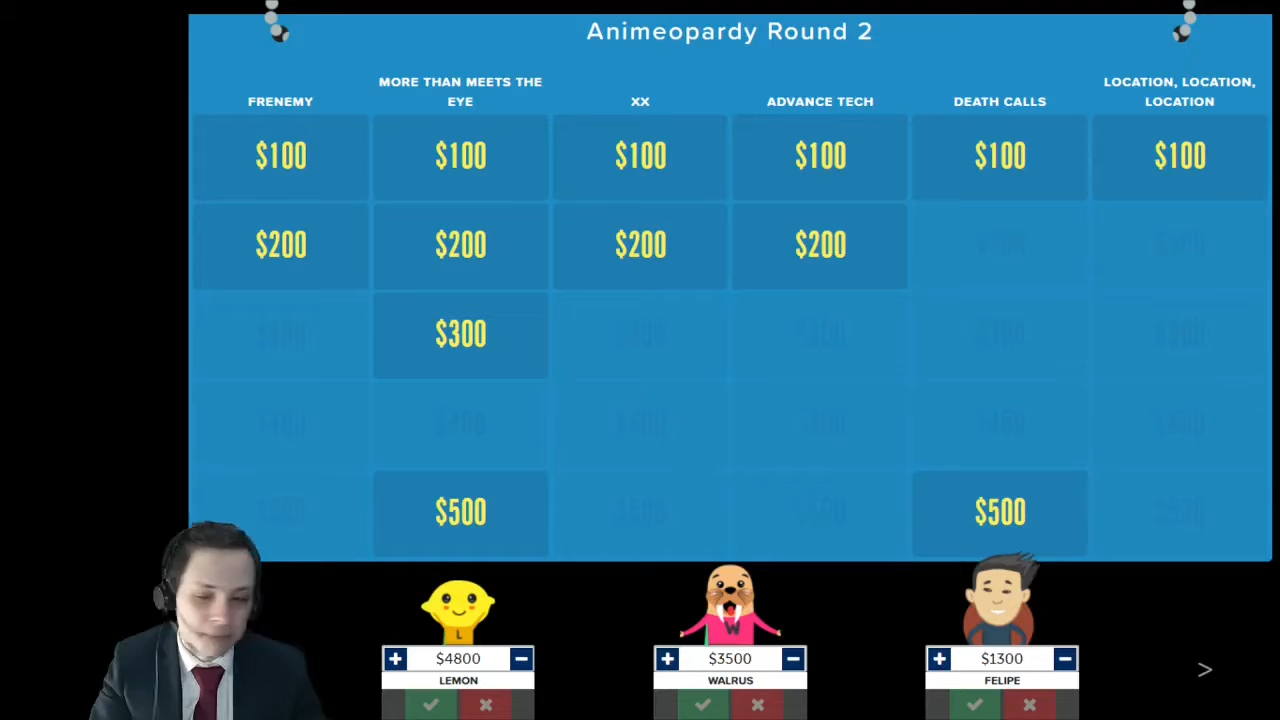 Animeopardy Round 2
FRENEMY
MORE THAN MEETS THE
EYE
XX
ADVANCE TECH
DEATH CALLS
LOCATION, LOCATION,
LOCATION
$100 $100 $100 $100 $100 $100
$200 $200 $200 $200
$300
$500 $500
L
W
+ $4800 −
LEMON
+ $3500 −
WALRUS
+ $1300 −
FELIPE
>